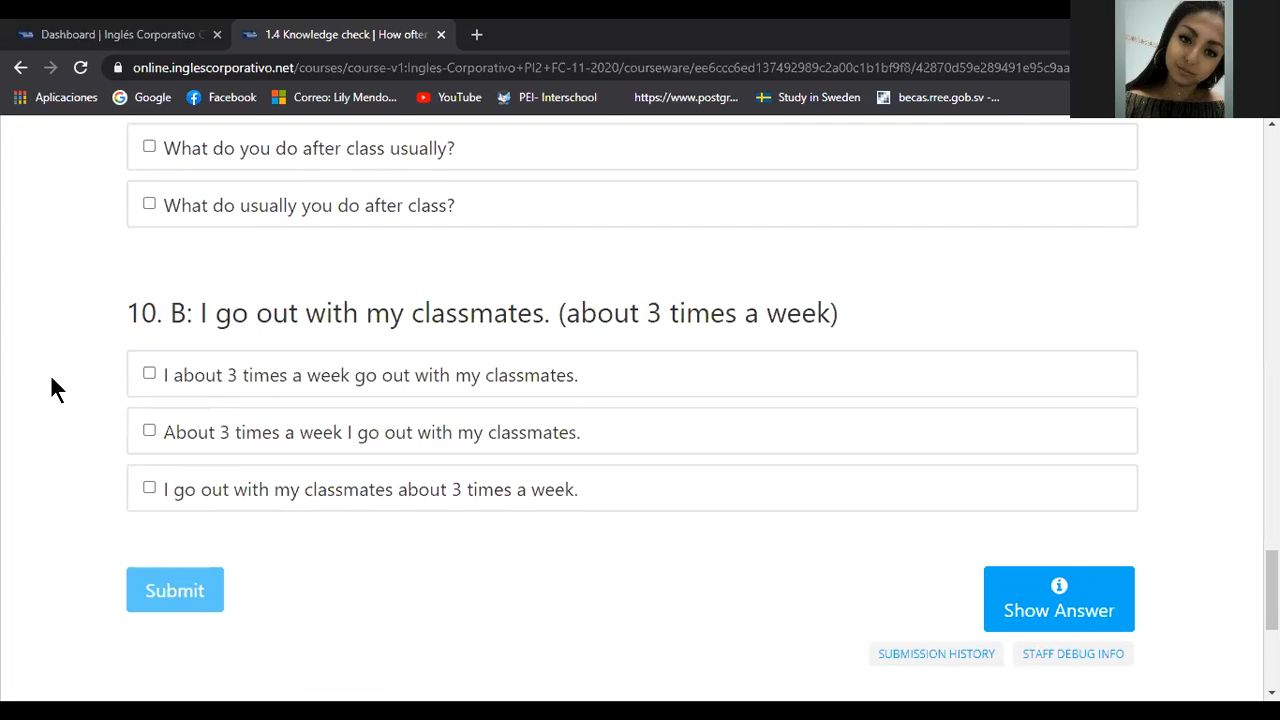 Dashboard | Inglés Corporativo C
1.4 Knowledge check | How ofter
online.inglescorporativo.net/courses/course-v1:Ingles-Corporativo+PI2+FC-11-2020/courseware/ee6ccc6ed137492989c2a00c1b1bf9f8/42870d59e289491e95c9aa
Aplicaciones Google Facebook Correo: Lily Mendo... YouTube PEI- Interschool https://www.postgr... Study in Sweden becas.rree.gob.sv -...
What do you do after class usually?
What do usually you do after class?
10. B: I go out with my classmates. (about 3 times a week)
I about 3 times a week go out with my classmates.
About 3 times a week I go out with my classmates.
I go out with my classmates about 3 times a week.
Submit
Show Answer
SUBMISSION HISTORY STAFF DEBUG INFO